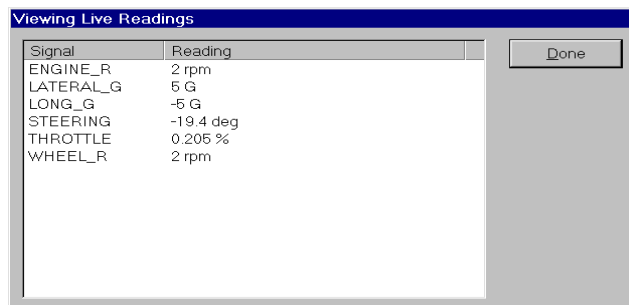 Viewing Live Readings
Signal Reading
Done
ENGINE_R 2 rpm
LATERAL_G 5 G
LONG_G -5 G
STEERING -19.4 deg
THROTTLE 0.205 %
WHEEL_R 2 rpm